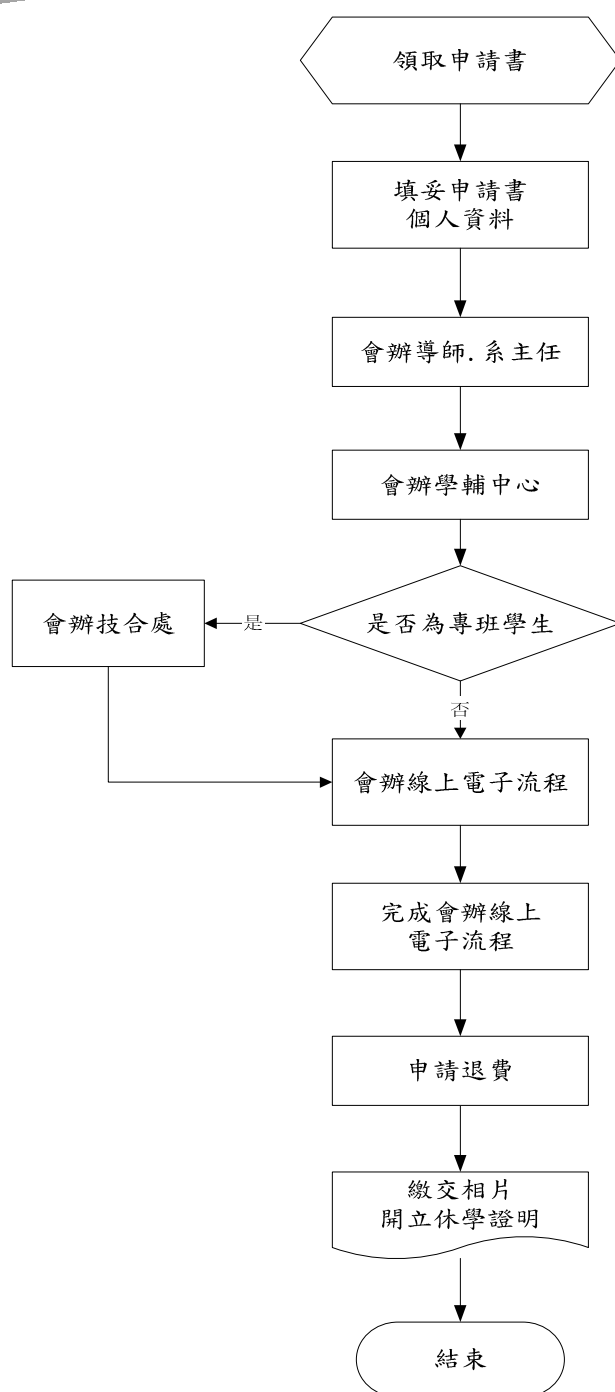 領取申請書
填妥申請書
個人資料
會辦導師.系主任
會辦學輔中心
是否為專班學生
是
會辦技合處
否
會辦線上電子流程
完成會辦線上
電子流程
申請退費
繳交相片
開立休學證明
結束